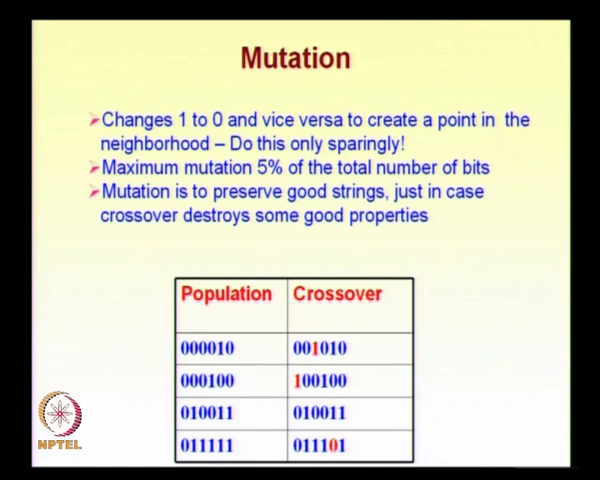 Mutation
➢Changes 1 to 0 and vice versa to create a point in the
neighborhood – Do this only sparingly!
➢Maximum mutation 5% of the total number of bits
➢Mutation is to preserve good strings, just in case
crossover destroys some good properties
Population Crossover
000010 001010
000100 100100
010011 010011
011111 011101
NPTEL